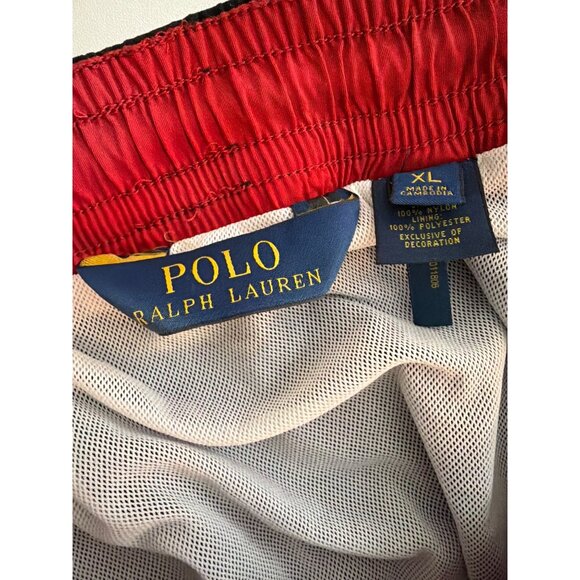 POLO
RALPH LAUREN
XL
MADE IN
CAMBODIA
100% NYLON
LINING:
100% POLYESTER
EXCLUSIVE OF
DECORATION